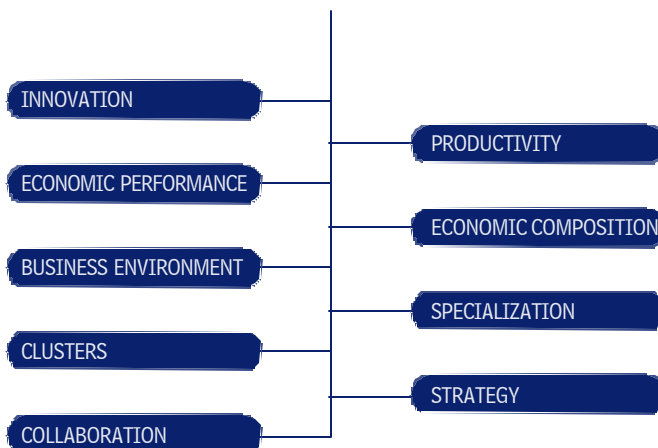 INNOVATION
PRODUCTIVITY
ECONOMIC PERFORMANCE
ECONOMIC COMPOSITION
BUSINESS ENVIRONMENT
SPECIALIZATION
CLUSTERS
STRATEGY
COLLABORATION